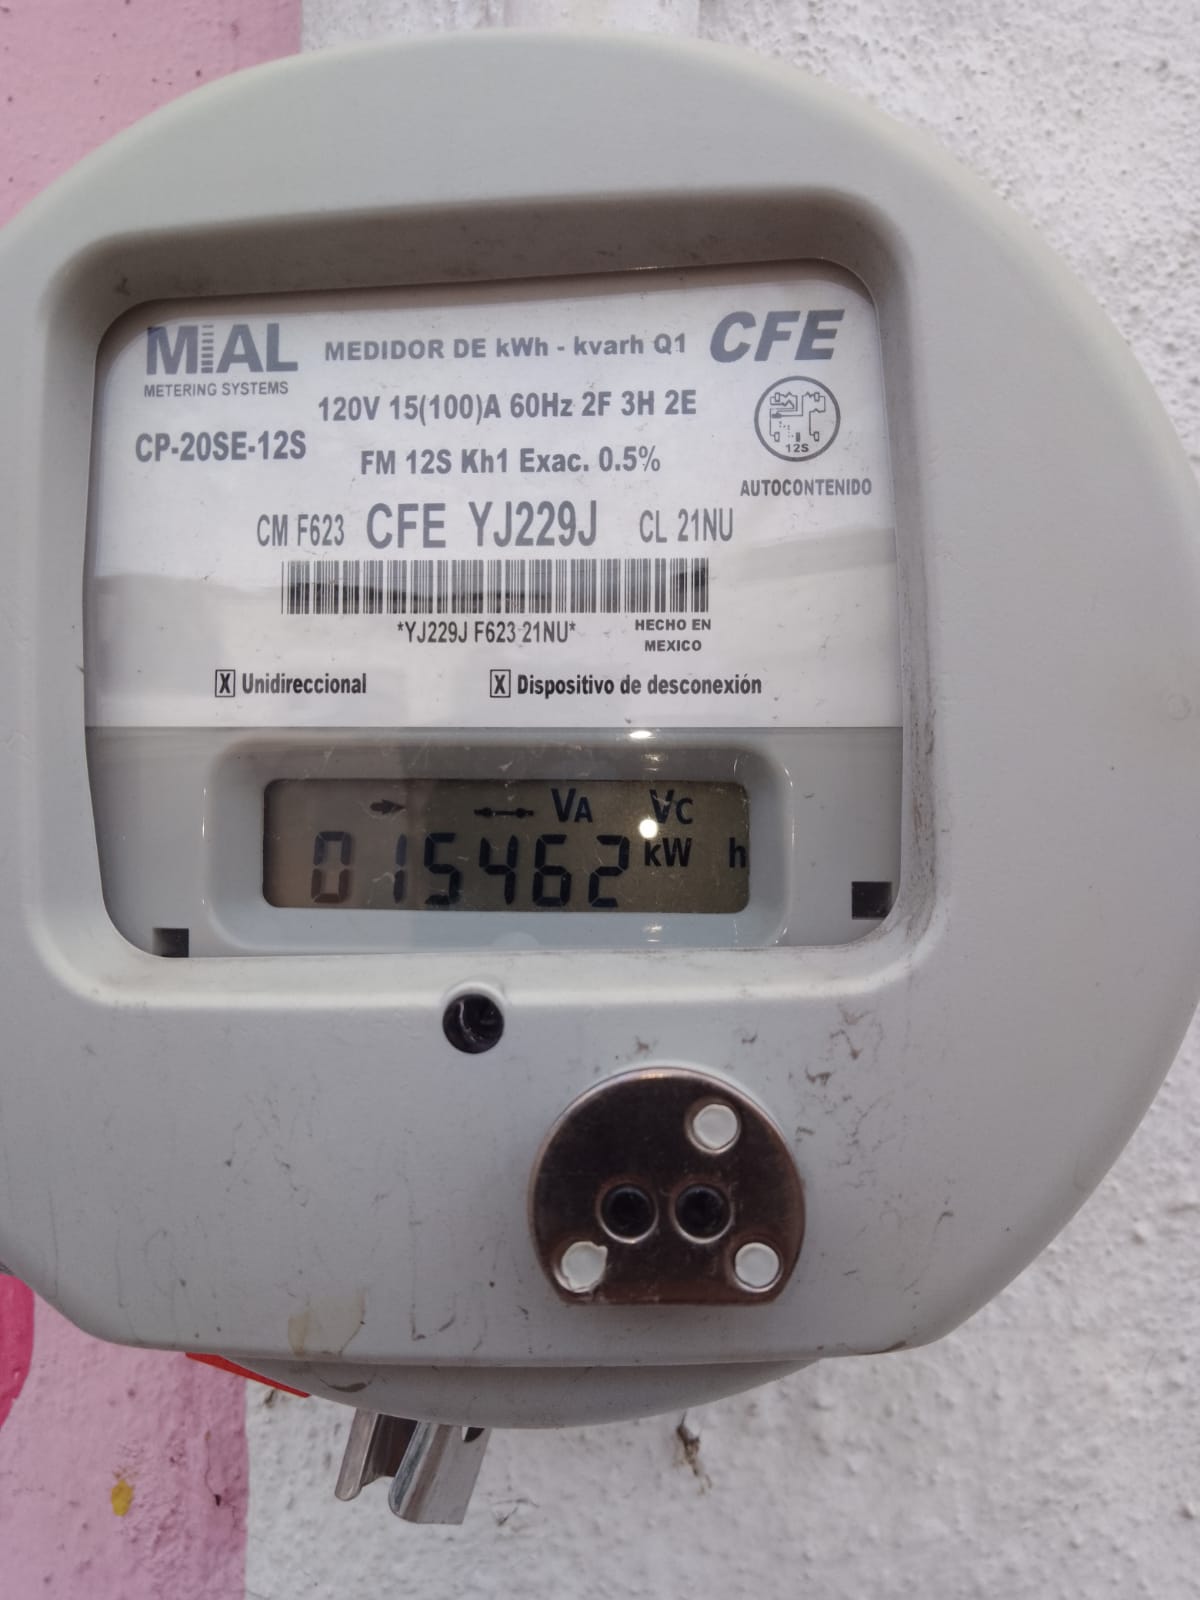 MIAL
METERING SYSTEMS
MEDIDOR DE kWh - kvarh Q1
CFE
120V 15(100)A 60Hz 2F 3H 2E
CP-20SE-12S
FM 12S Kh1 Exac. 0.5%
12S
AUTOCONTENIDO
CM F623 CFE YJ229J CL 21NU
*YJ229J F623 21NU*
HECHO EN
MEXICO
X Unidireccional
X Dispositivo de desconexión
VA VC
015462 kW h